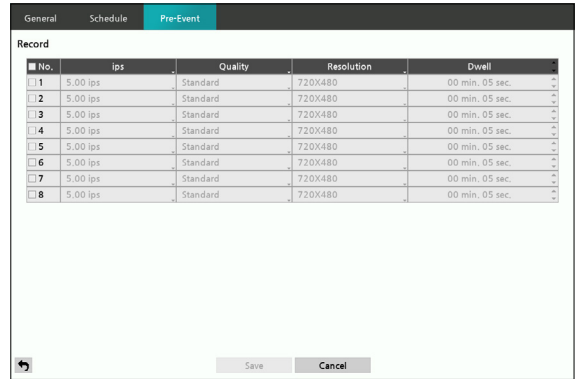 General Schedule Pre-Event
Record
No. ips Quality Resolution Dwell
1 5.00 ips Standard 720X480 00 min. 05 sec.
2 5.00 ips Standard 720X480 00 min. 05 sec.
3 5.00 ips Standard 720X480 00 min. 05 sec.
4 5.00 ips Standard 720X480 00 min. 05 sec.
5 5.00 ips Standard 720X480 00 min. 05 sec.
6 5.00 ips Standard 720X480 00 min. 05 sec.
7 5.00 ips Standard 720X480 00 min. 05 sec.
8 5.00 ips Standard 720X480 00 min. 05 sec.
Save Cancel